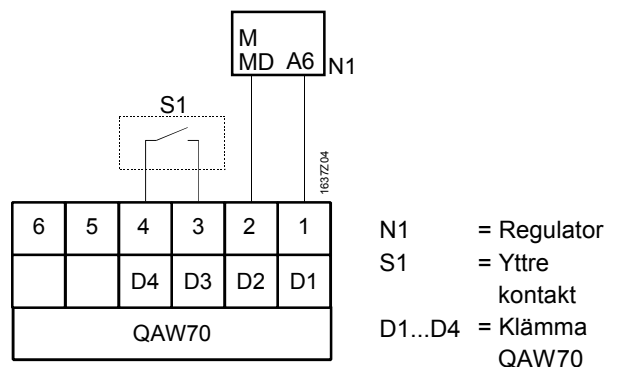 M
MD A6 N1
S1
1637Z04
6 5 4 3 2 1
D4 D3 D2 D1
QAW70
N1 = Regulator
S1 = Yttre
kontakt
D1...D4 = Klämma
QAW70